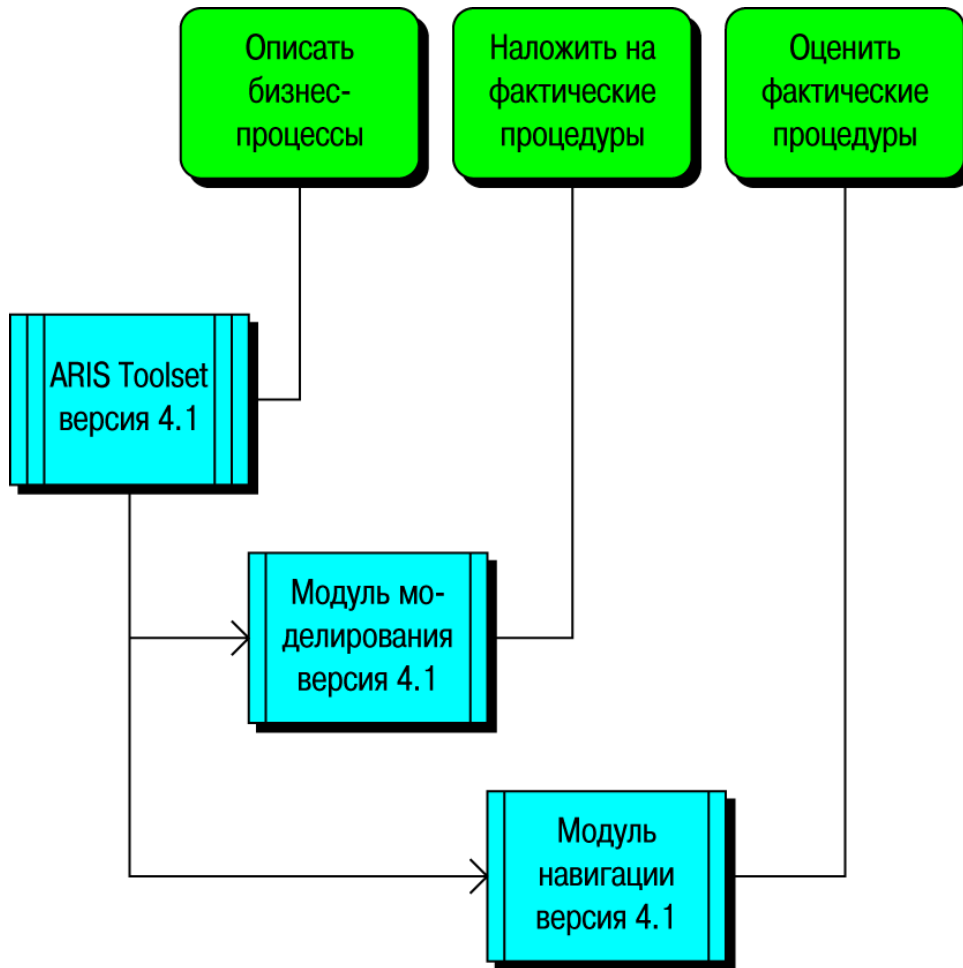 Описать
бизнес-
процессы
Наложить на
фактические
процедуры
Оценить
фактические
процедуры
ARIS Toolset
версия 4.1
Модуль мо-
делирования
версия 4.1
Модуль
навигации
версия 4.1